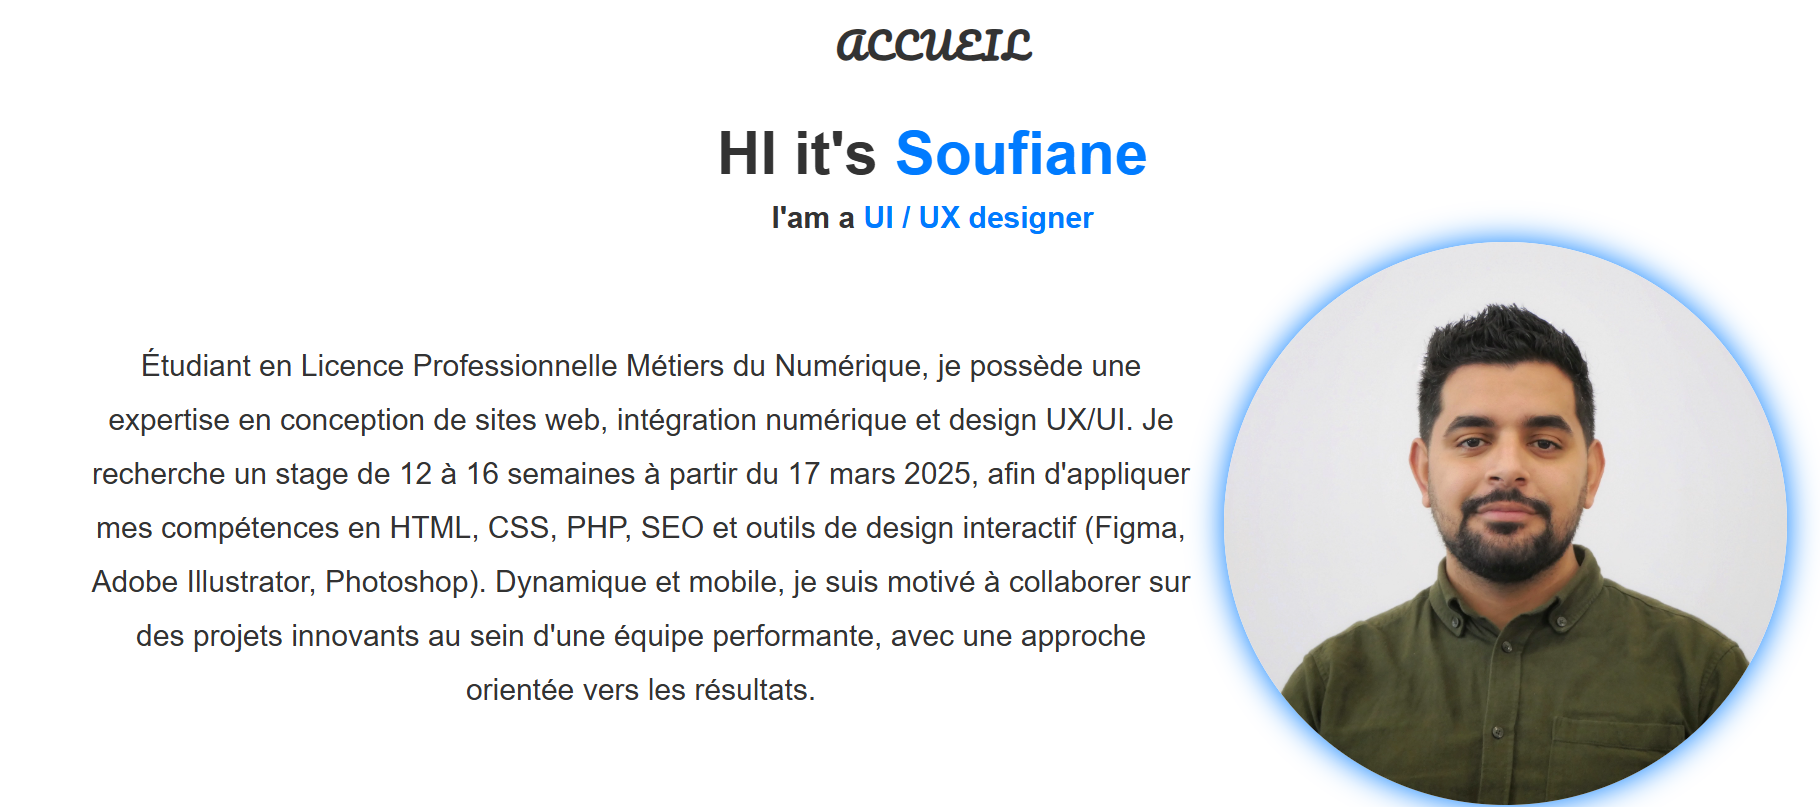 ACCUEIL
HI it's Soufiane
I'am a UI / UX designer
Étudiant en Licence Professionnelle Métiers du Numérique, je possède une
expertise en conception de sites web, intégration numérique et design UX/UI. Je
recherche un stage de 12 à 16 semaines à partir du 17 mars 2025, afin d'appliquer
mes compétences en HTML, CSS, PHP, SEO et outils de design interactif (Figma,
Adobe Illustrator, Photoshop). Dynamique et mobile, je suis motivé à collaborer sur
des projets innovants au sein d'une équipe performante, avec une approche
orientée vers les résultats.